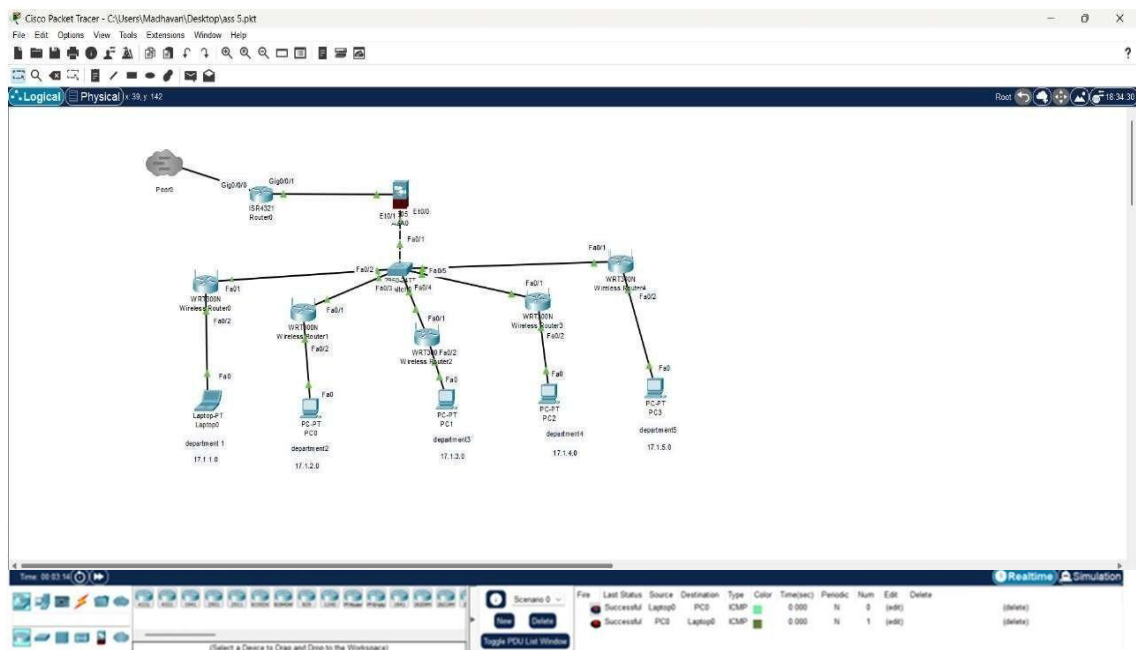 Cisco Packet Tracer - C:\Users\Madhavan\Desktop\ass 5.pkt
File Edit Options View Tools Extensions Window Help
?
Logical Physical x: 39, y: 142
Root 18:34:30
Peer0
Gig0/0/0
Gig0/0/1
ISR4321
Router0
Et0/1
Et0/0
Fa0/1
Fa0/1
Fa0/2
Fa0/5
Fa0/3
Fa0/4
WRT300N
Wireless Router4
Fa0/2
Fa01
WRT300N
Wireless Router0
Fa0/2
Fa0/1
WRT300N
Wireless Router1
Fa0/2
Fa0/1
Fa0/2
Wireless Router2
Fa0/1
WRT300N
Wireless Router3
Fa0/2
Fa0
Laptop-PT
Laptop0
department 1
17.1.1.0
Fa0
PC-PT
PC0
department2
17.1.2.0
Fa0
PC-PT
PC1
department3
17.1.3.0
Fa0
PC-PT
PC2
department4
17.1.4.0
Fa0
PC-PT
PC3
department5
17.1.5.0
Time: 00:03:14
Realtime Simulation
Scenario 0
New Delete
Toggle PDU List Window
Fire Last Status Source Destination Type Color Time(sec) Periodic Num Edit Delete
Successful Laptop0 PC0 ICMP 0.000 N 0 (edit) (delete)
Successful PC0 Laptop0 ICMP 0.000 N 1 (edit) (delete)
(Select a Device to Drag and Drop to the Workspace)